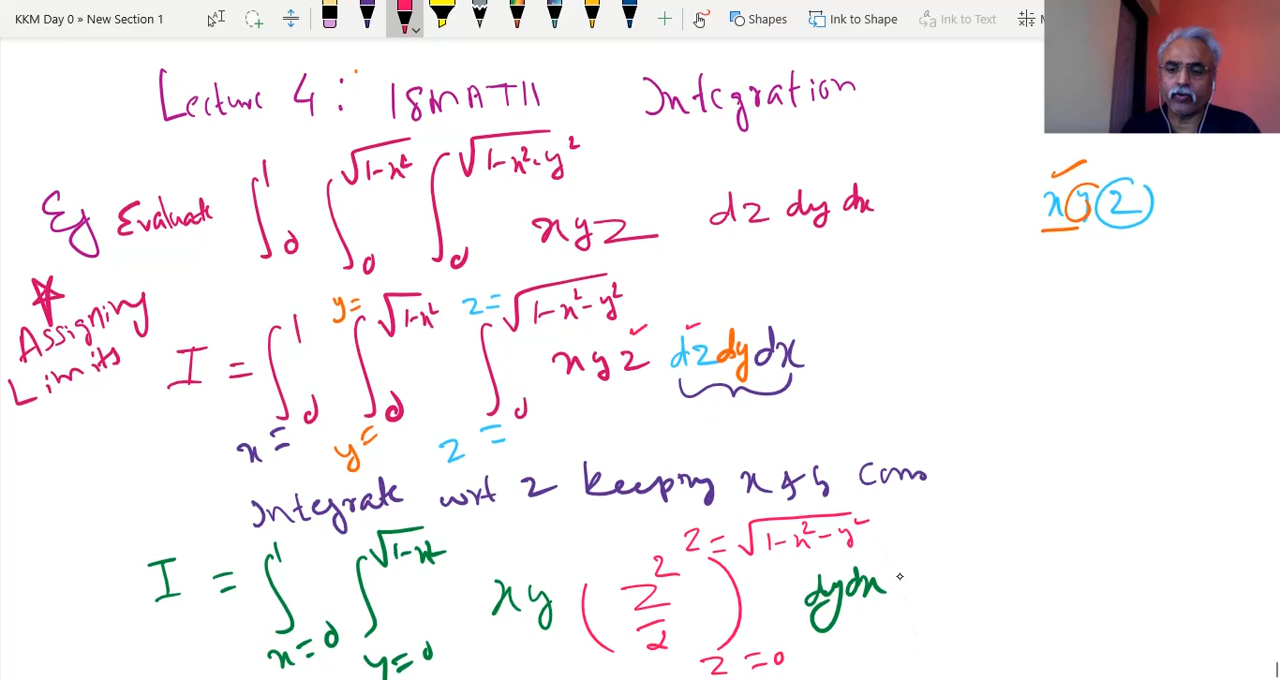 KKM Day 0 » New Section 1
Shapes
Ink to Shape
Ink to Text
Lecture 4: 18MAT11 Integration
Eg Evaluate ∫₀¹ ∫₀^√1-x² ∫₀^√1-x²-y² xyz dz dy dx
x y z
Assigning Limits
I = ∫_{x=0}^1 ∫_{y=0}^{y=√1-x²} ∫_{z=0}^{z=√1-x²-y²} xyz dz dy dx
Integrate wrt z keeping x & y cons
I = ∫_{x=0}^1 ∫_{y=0}^√1-x² xy (z²/2)_{z=0}^{z=√1-x²-y²} dy dx